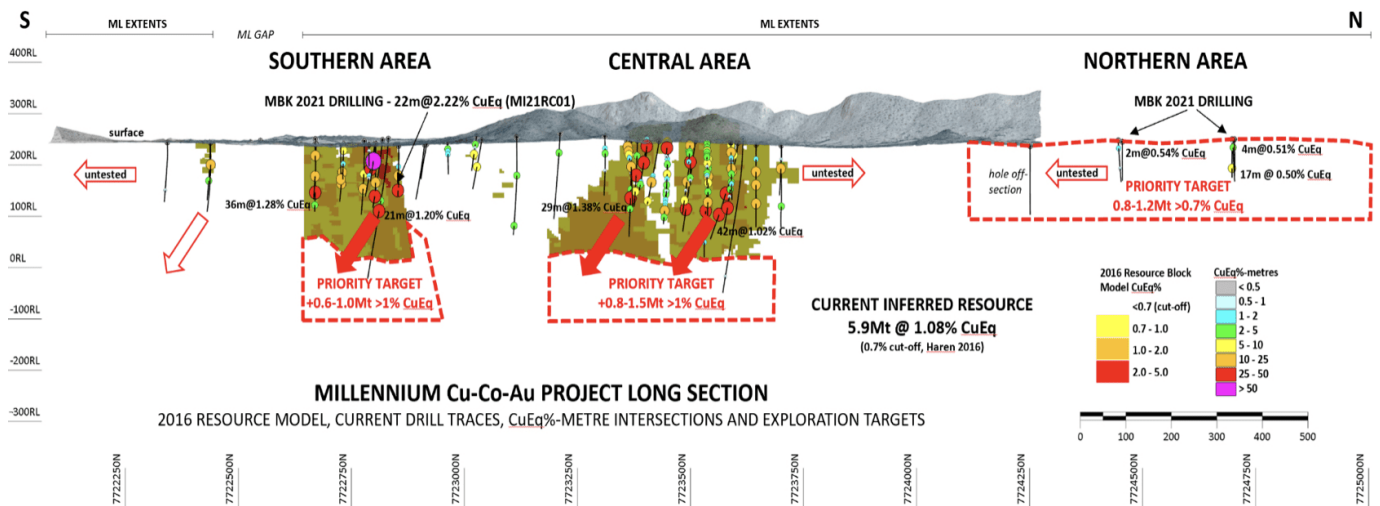 S
ML EXTENTS
ML GAP
ML EXTENTS
N
400RL
300RL
200RL
100RL
0RL
-100RL
-200RL
-300RL
SOUTHERN AREA
CENTRAL AREA
NORTHERN AREA
MBK 2021 DRILLING - 22m@2.22% CuEq (MI21RC01)
MBK 2021 DRILLING
surface
untested
36m@1.28% CuEq
21m@1.20% CuEq
29m@1.38% CuEq
42m@1.02% CuEq
untested
hole off-
section
untested
2m@0.54% CuEq
4m@0.51% CuEq
17m @ 0.50% CuEq
PRIORITY TARGET
0.8-1.2Mt >0.7% CuEq
PRIORITY TARGET
+0.6-1.0Mt >1% CuEq
PRIORITY TARGET
+0.8-1.5Mt >1% CuEq
CURRENT INFERRED RESOURCE
5.9Mt @ 1.08% CuEq
(0.7% cut-off, Haren 2016)
2016 Resource Block
Model CuEq%
<0.7 (cut-off)
0.7 - 1.0
1.0 - 2.0
2.0 - 5.0
CuEq%-metres
< 0.5
0.5 - 1
1 - 2
2 - 5
5 - 10
10 - 25
25 - 50
> 50
MILLENNIUM Cu-Co-Au PROJECT LONG SECTION
2016 RESOURCE MODEL, CURRENT DRILL TRACES, CuEq%-METRE INTERSECTIONS AND EXPLORATION TARGETS
0
100
200
300
400
500
7722250N
7722500N
7722750N
7723000N
7723250N
7723500N
7723750N
7724000N
7724250N
7724500N
7724750N
7725000N